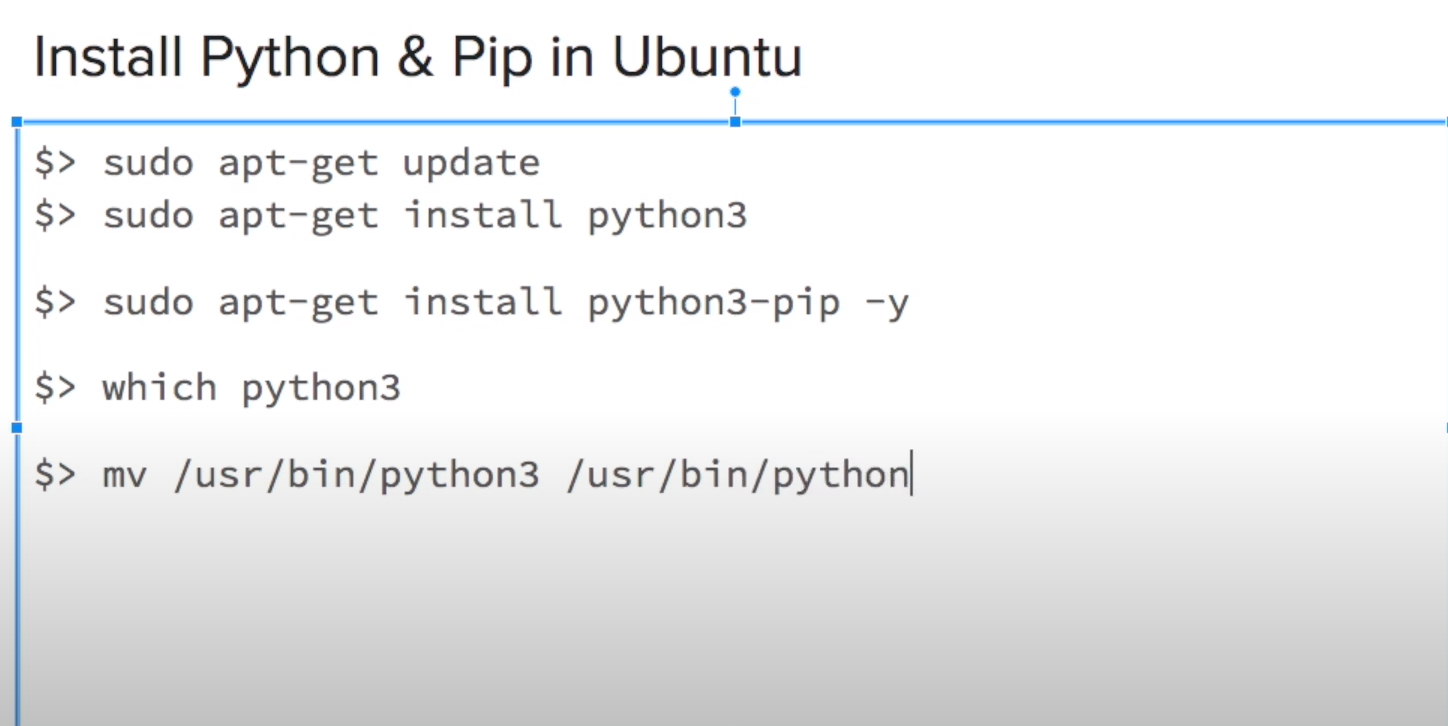 Install Python & Pip in Ubuntu
$> sudo apt-get update
$> sudo apt-get install python3
$> sudo apt-get install python3-pip -y
$> which python3
$> mv /usr/bin/python3 /usr/bin/python